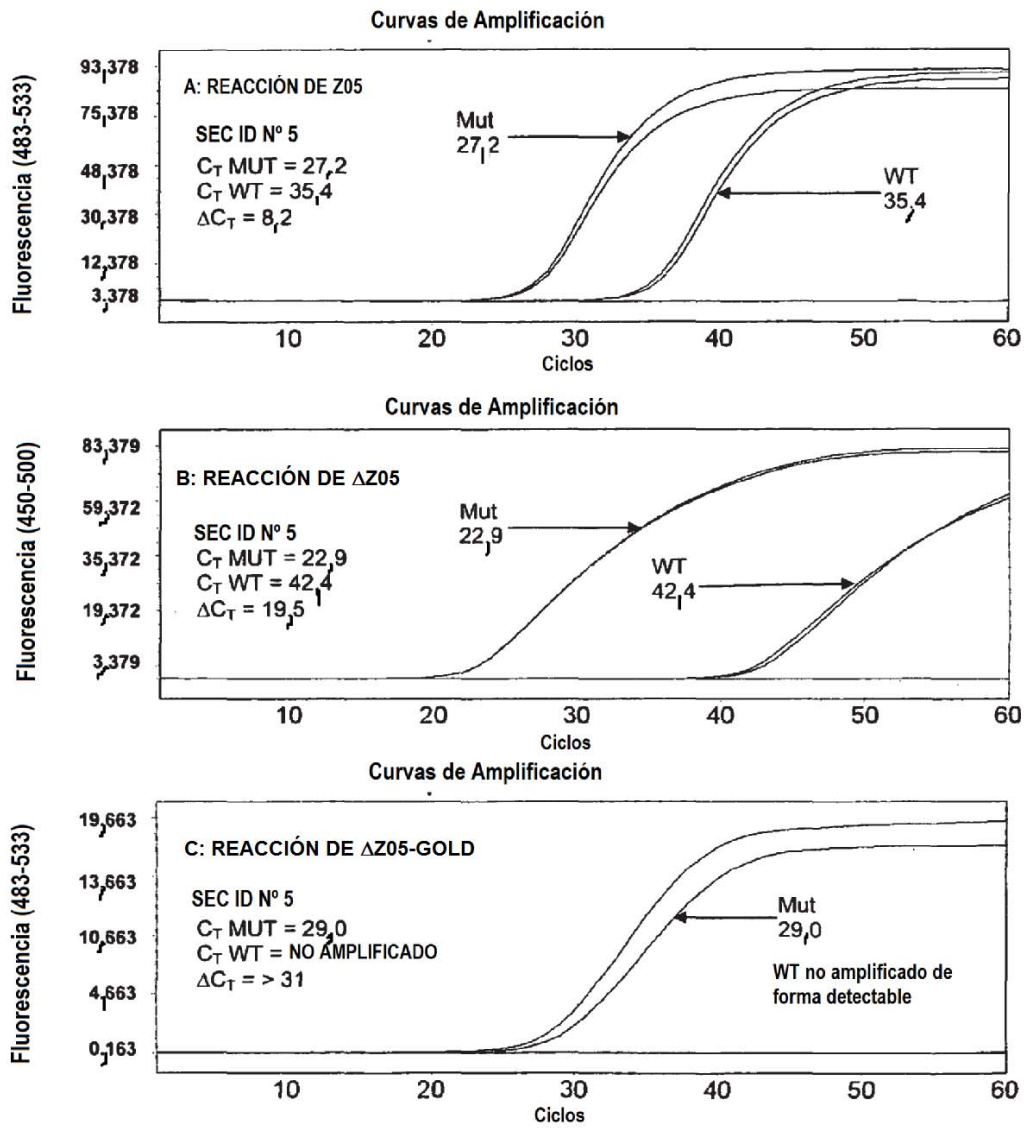 Curvas de Amplificación
Fluorescencia (483-533)
93,378
75,378
48,378
30,378
12,378
3,378
A: REACCIÓN DE Z05
SEC ID Nº 5
CT MUT = 27,2
CT WT = 35,4
ΔCT = 8,2
Mut
27,2
WT
35,4
10 20 30 40 50 60
Ciclos
Curvas de Amplificación
Fluorescencia (450-500)
83,379
59,372
35,372
19,372
3,379
B: REACCIÓN DE ΔZ05
SEC ID Nº 5
CT MUT = 22,9
CT WT = 42,4
ΔCT = 19,5
Mut
22,9
WT
42,4
10 20 30 40 50 60
Ciclos
Curvas de Amplificación
Fluorescencia (483-533)
19,663
13,663
10,663
4,663
0,163
C: REACCIÓN DE ΔZ05-GOLD
SEC ID Nº 5
CT MUT = 29,0
CT WT = NO AMPLIFICADO
ΔCT = > 31
Mut
29,0
WT no amplificado de
forma detectable
10 20 30 40 50 60
Ciclos